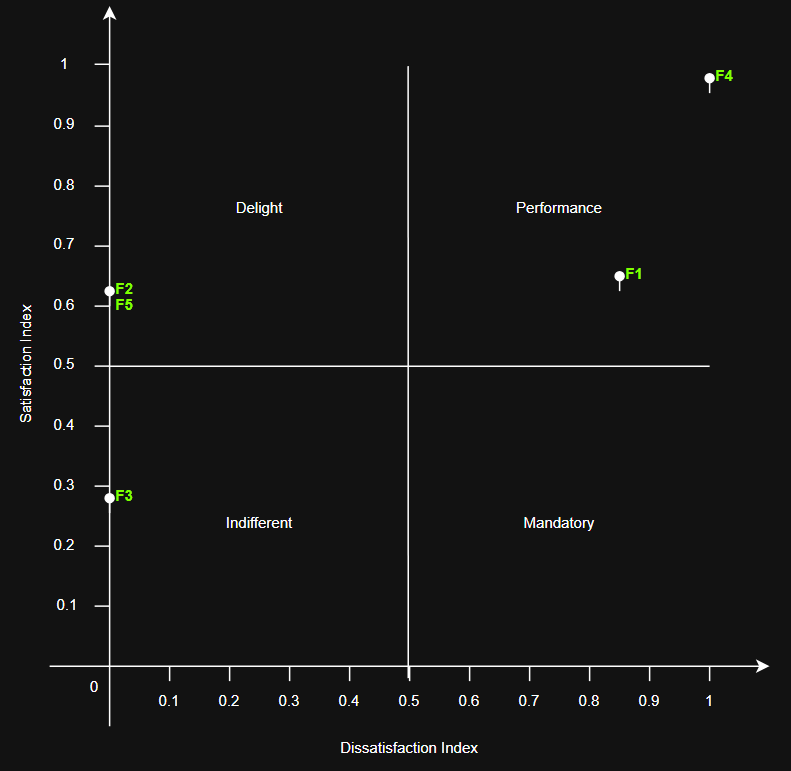 1
F4
0.9
0.8
Delight
Performance
0.7
F1
F2
0.6
F5
Satisfaction Index
0.5
0.4
0.3
F3
Indifferent
Mandatory
0.2
0.1
0
0.1
0.2
0.3
0.4
0.5
0.6
0.7
0.8
0.9
1
Dissatisfaction Index